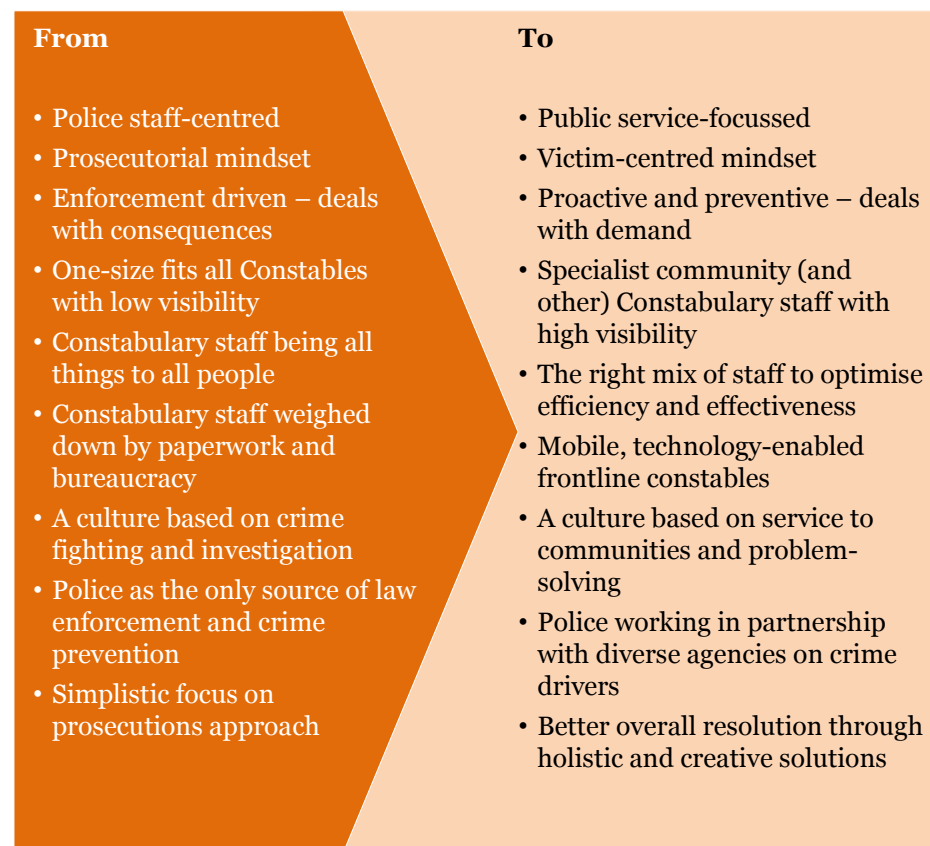 From
• Police staff-centred
• Prosecutorial mindset
• Enforcement driven – deals
with consequences
• One-size fits all Constables
with low visibility
• Constabulary staff being all
things to all people
• Constabulary staff weighed
down by paperwork and
bureaucracy
• A culture based on crime
fighting and investigation
• Police as the only source of law
enforcement and crime
prevention
• Simplistic focus on
prosecutions approach
To
• Public service-focussed
• Victim-centred mindset
• Proactive and preventive – deals
with demand
• Specialist community (and
other) Constabulary staff with
high visibility
• The right mix of staff to optimise
efficiency and effectiveness
• Mobile, technology-enabled
frontline constables
• A culture based on service to
communities and problem-
solving
• Police working in partnership
with diverse agencies on crime
drivers
• Better overall resolution through
holistic and creative solutions